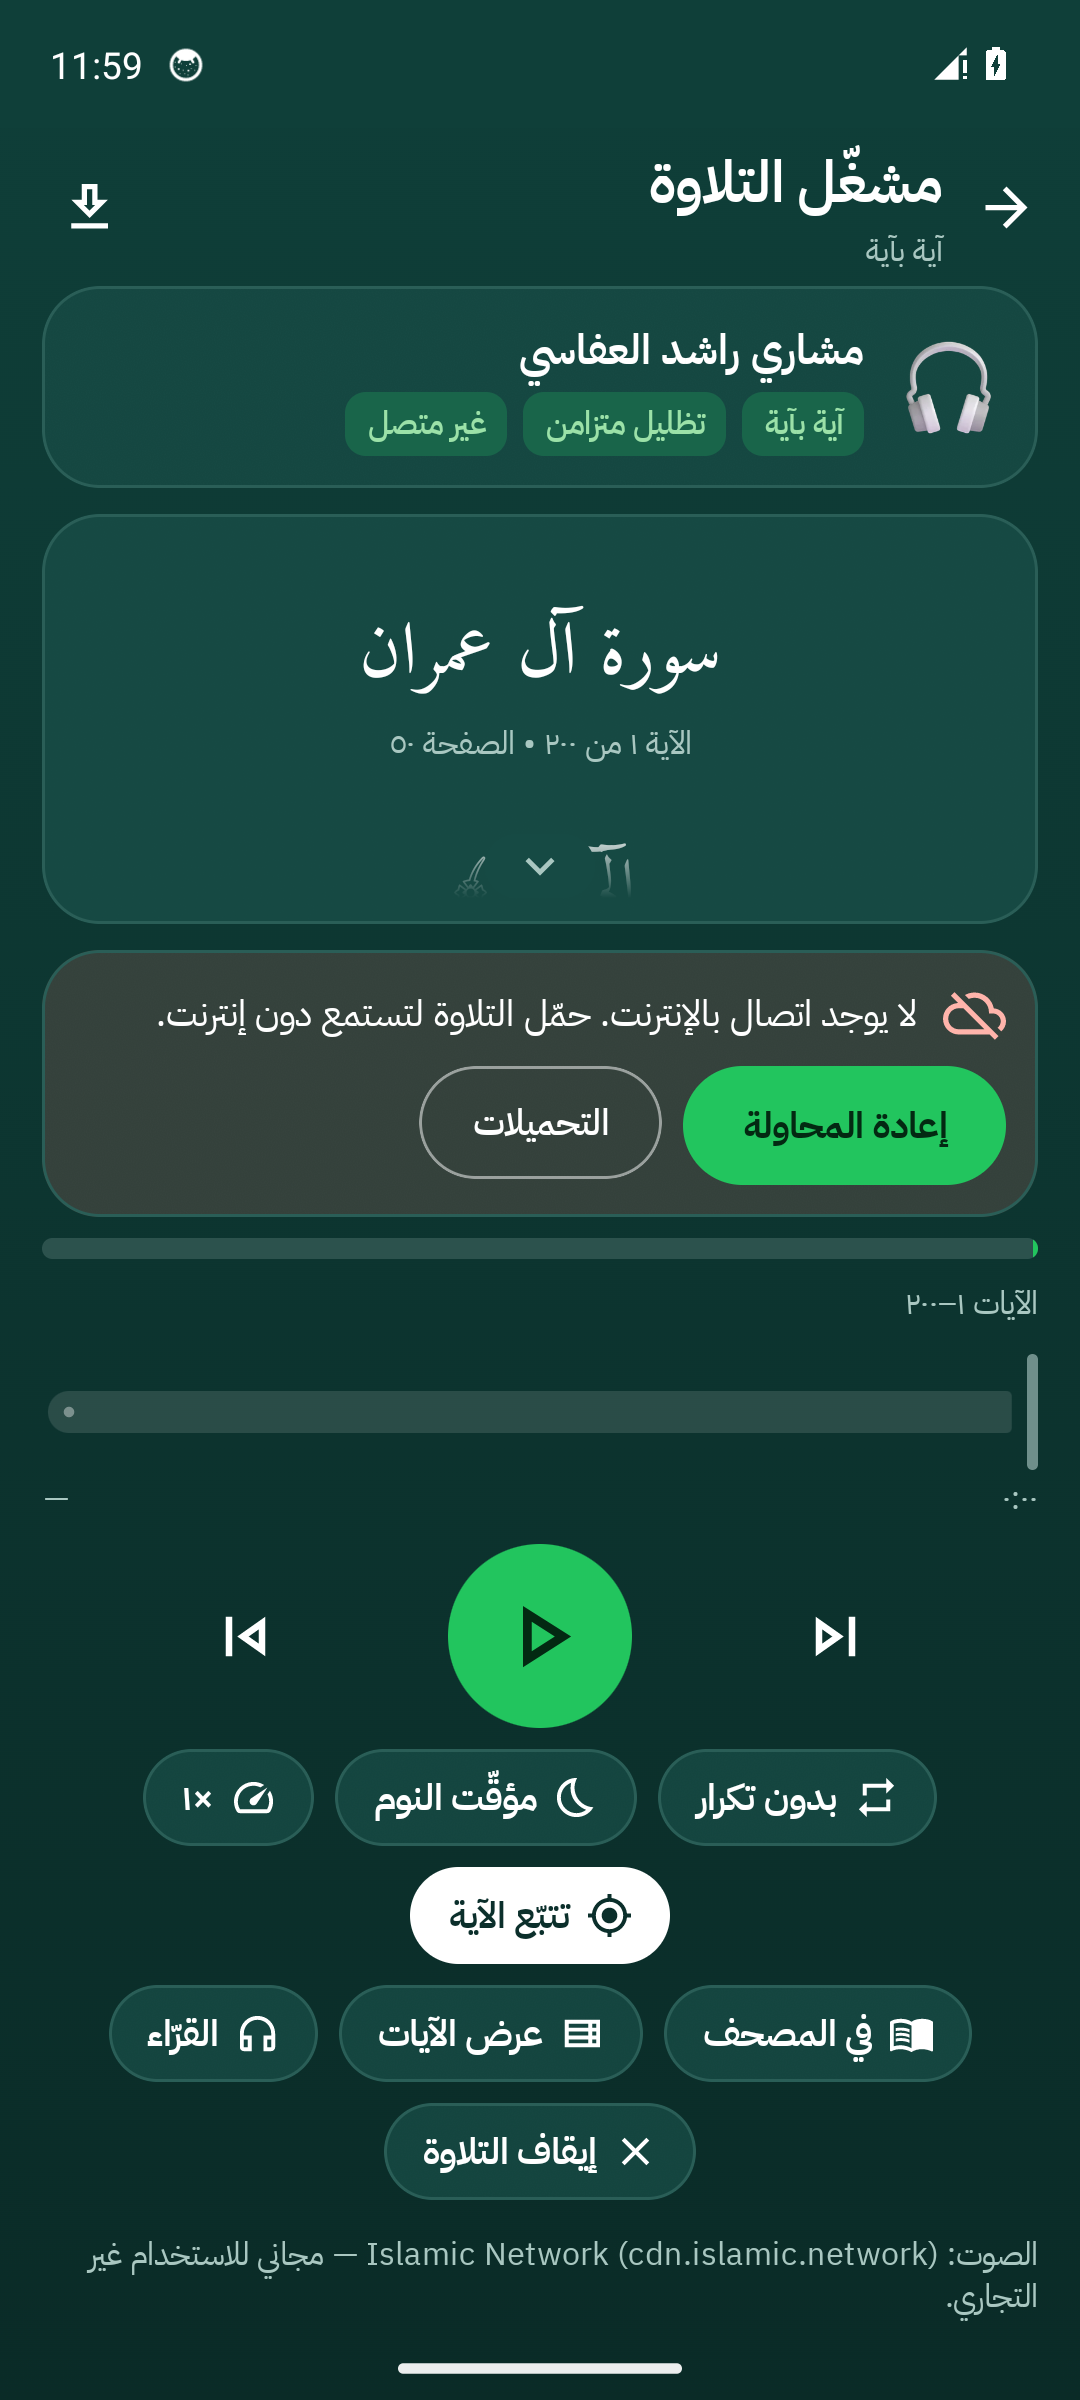 11:59
مشغّل التلاوة
آية بآية
مشاري راشد العفاسي
آية بآية
تظليل متزامن
غير متصل
سورة آل عمران
الآية ١ من ٢٠٠ • الصفحة ٥٠
لا يوجد اتصال بالإنترنت. حمّل التلاوة لتستمع دون إنترنت.
إعادة المحاولة
التحميلات
الآيات ١–٢٠٠
٠:٠٠
—
بدون تكرار
مؤقّت النوم
١×
تتبّع الآية
في المصحف
عرض الآيات
القرّاء
إيقاف التلاوة
الصوت: Islamic Network (cdn.islamic.network) — مجاني للاستخدام غير
التجاري.